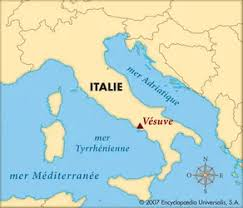 ITALIE
mer Adriatique
Vésuve
mer
Tyrrhénienne
mer Méditerranée
© 2007 Encyclopædia Universalis, S.A.